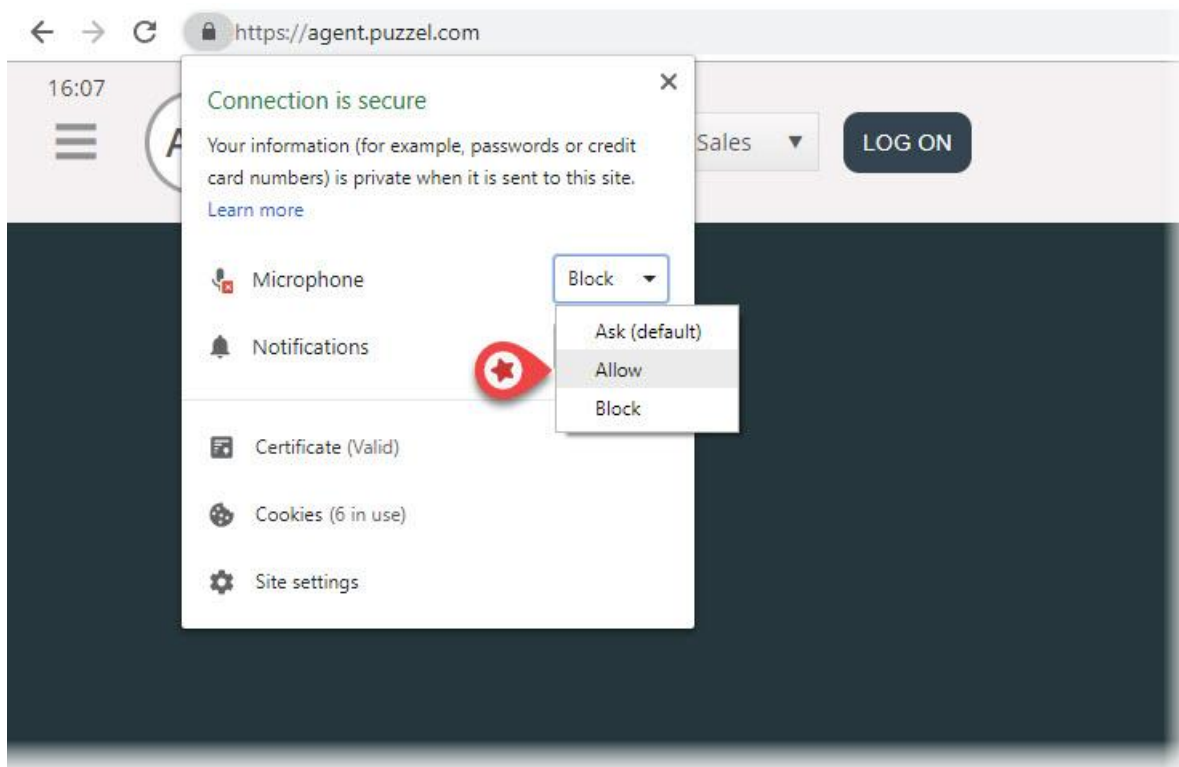 https://agent.puzzel.com
16:07
Connection is secure
Your information (for example, passwords or credit
card numbers) is private when it is sent to this site.
Learn more
Sales
LOG ON
Microphone
Block
Notifications
Ask (default)
Allow
Block
Certificate (Valid)
Cookies (6 in use)
Site settings